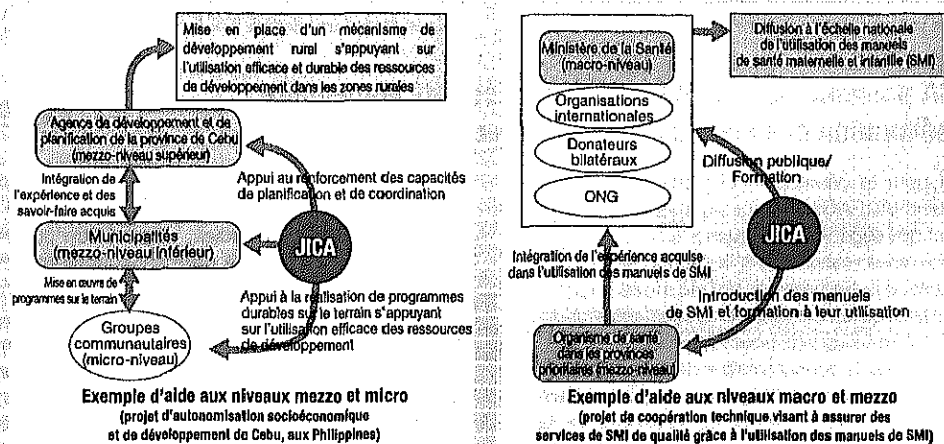 Mise en place d'un mécanisme de
développement rural s'appuyant sur
l'utilisation efficace et durable des ressources
de développement dans les zones rurales
Agence de développement et de
planification de la province de Cebu
(mezzo-niveau supérieur)
Intégration de
l'expérience et des
savoir-faire acquis
Appui au renforcement des capacités
de planification et de coordination
Municipalités
(mezzo-niveau inférieur)
JICA
Mise en œuvre de
programmes sur le terrain
Appui à la réalisation de programmes
durables sur le terrain s'appuyant
sur l'utilisation efficace des ressources
de développement
Groupes
communautaires
(micro-niveau)
Exemple d'aide aux niveaux mezzo et micro
(projet d'autonomisation socioéconomique
et de développement de Cebu, aux Philippines)
Ministère de la Santé
(macro-niveau)
Diffusion à l'échelle nationale
de l'utilisation des manuels
de santé maternelle et infantile (SMI)
Organisations
internationales
Donateurs
bilatéraux
ONG
Diffusion publique/
Formation
JICA
Intégration de l'expérience acquise
dans l'utilisation des manuels de SMI
Introduction des manuels
de SMI et formation à leur utilisation
Organisme de santé
dans les provinces
prioritaires (mezzo-niveau)
Exemple d'aide aux niveaux macro et mezzo
(projet de coopération technique visant à assurer des
services de SMI de qualité grâce à l'utilisation des manuels de SMI)